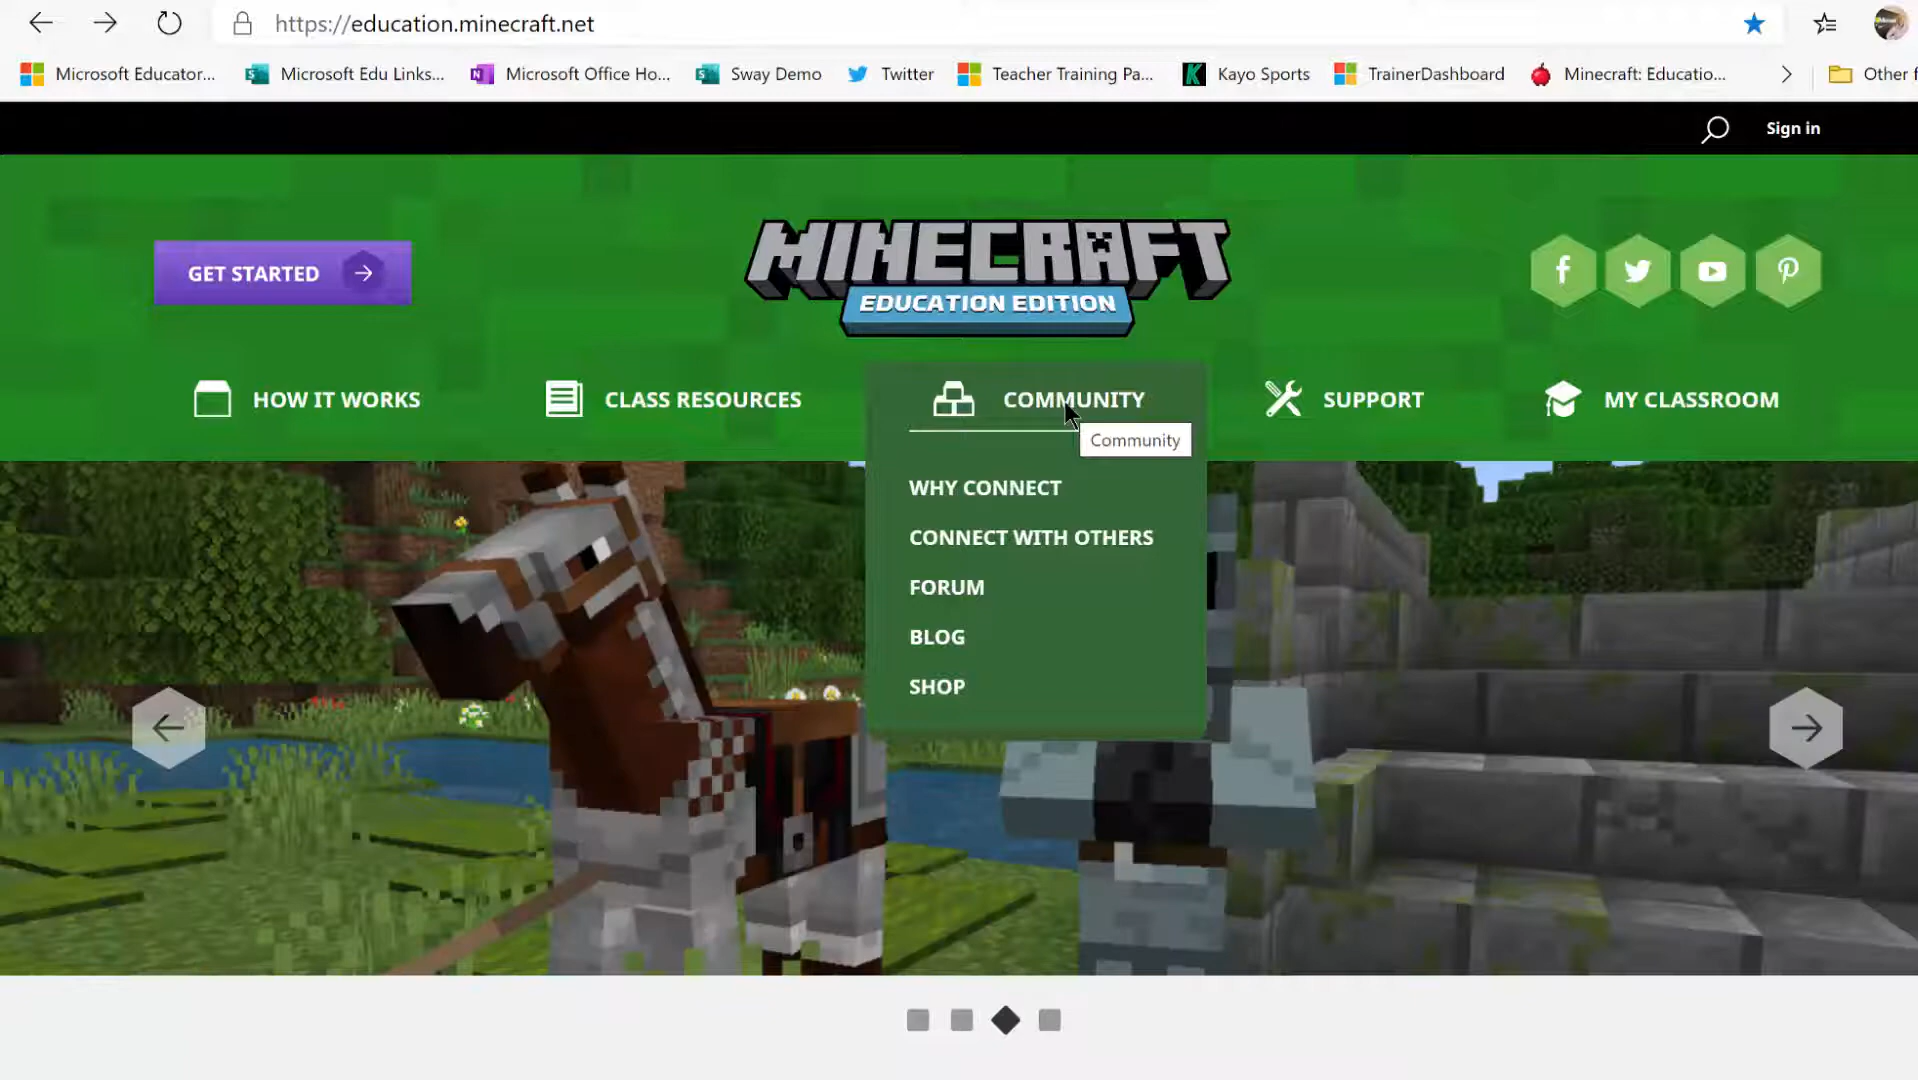 https://education.minecraft.net
Microsoft Educator...
Microsoft Edu Links...
Microsoft Office Ho...
Sway Demo
Twitter
Teacher Training Pa...
Kayo Sports
TrainerDashboard
Minecraft: Educatio...
Other f
Sign in
GET STARTED
MINECRAFT
EDUCATION EDITION
HOW IT WORKS
CLASS RESOURCES
COMMUNITY
SUPPORT
MY CLASSROOM
Community
WHY CONNECT
CONNECT WITH OTHERS
FORUM
BLOG
SHOP